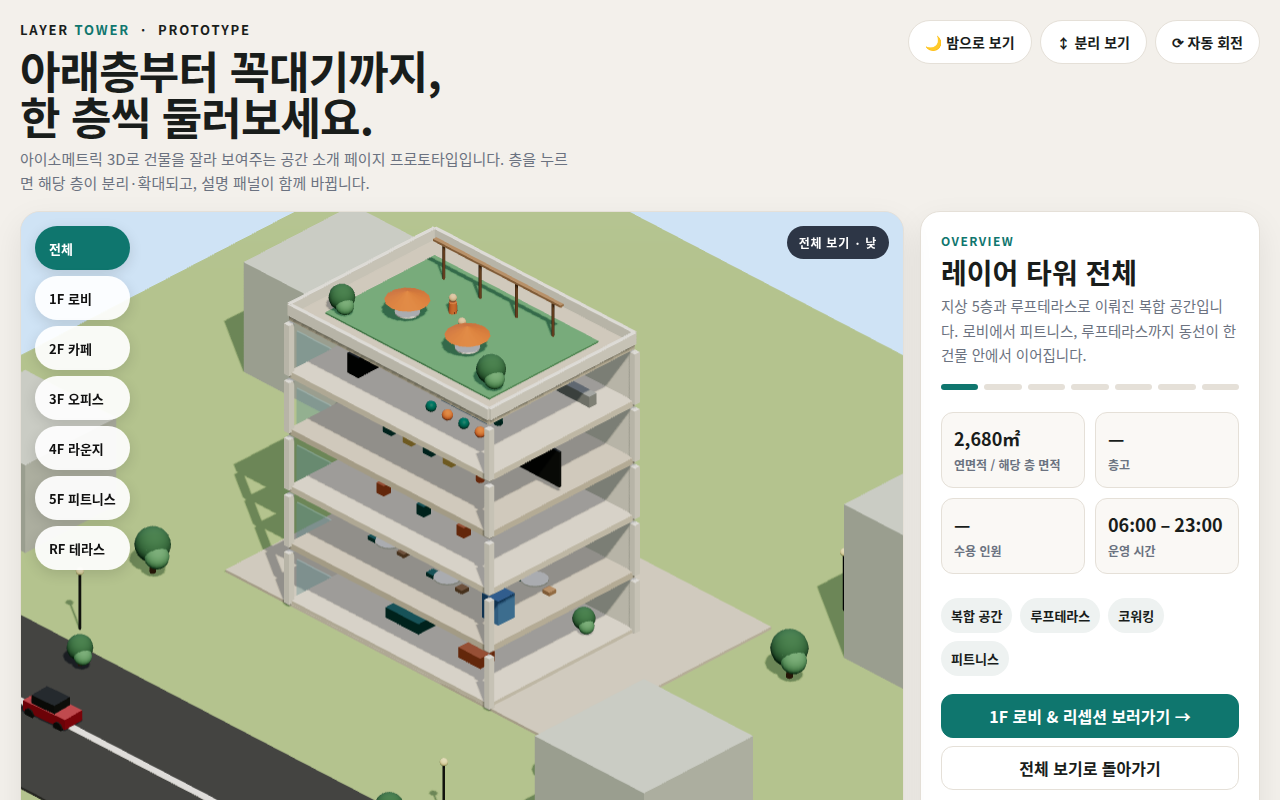 LAYER TOWER · PROTOTYPE
아래층부터 꼭대기까지,
한 층씩 둘러보세요.
아이소메트릭 3D로 건물을 잘라 보여주는 공간 소개 페이지 프로토타입입니다. 층을 누르
면 해당 층이 분리·확대되고, 설명 패널이 함께 바뀝니다.
🌙 밤으로 보기
↕ 분리 보기
⟳ 자동 회전
전체
1F 로비
2F 카페
3F 오피스
4F 라운지
5F 피트니스
RF 테라스
전체 보기 · 낮
OVERVIEW
레이어 타워 전체
지상 5층과 루프테라스로 이뤄진 복합 공간입니
다. 로비에서 피트니스, 루프테라스까지 동선이 한
건물 안에서 이어집니다.
2,680㎡
연면적 / 해당 층 면적
—
층고
—
수용 인원
06:00 – 23:00
운영 시간
복합 공간
루프테라스
코워킹
피트니스
1F 로비 & 리셉션 보러가기 →
전체 보기로 돌아가기